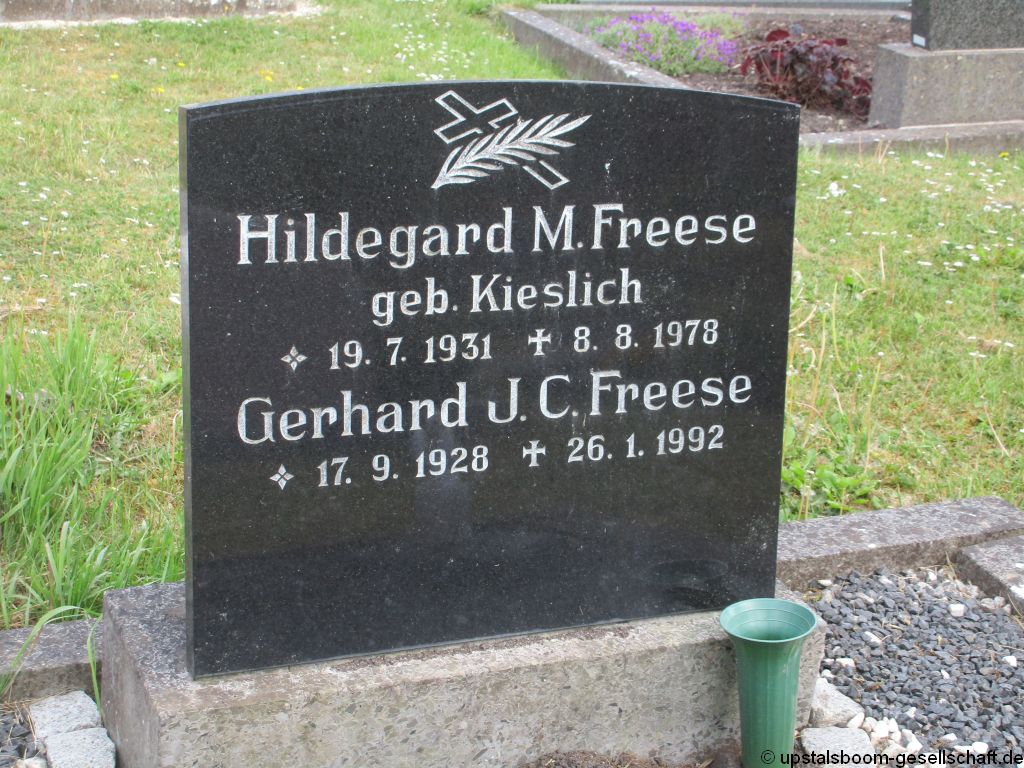 Hildegard M. Freese
geb. Kieslich
19. 7. 1931 ✝ 8. 8. 1978
Gerhard J. C. Freese
17. 9. 1928 ✝ 26. 1. 1992
© upstalsboom-gesellschaft.de